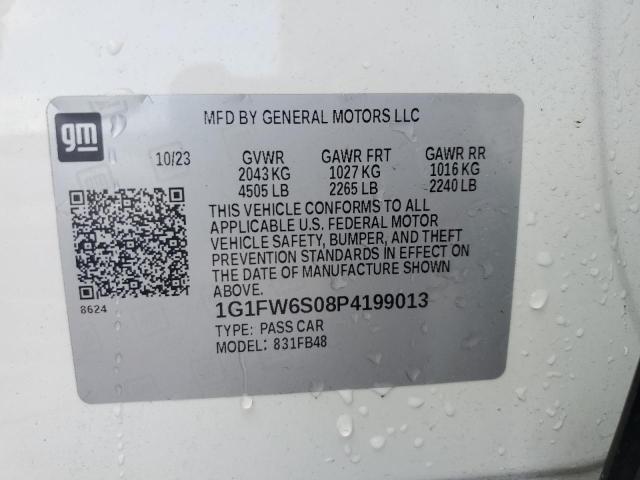 gm
MFD BY GENERAL MOTORS LLC
10/23 GVWR GAWR FRT GAWR RR
2043 KG 1027 KG 1016 KG
4505 LB 2265 LB 2240 LB
THIS VEHICLE CONFORMS TO ALL
APPLICABLE U.S. FEDERAL MOTOR
VEHICLE SAFETY, BUMPER, AND THEFT
PREVENTION STANDARDS IN EFFECT ON
THE DATE OF MANUFACTURE SHOWN
ABOVE.
8624
1G1FW6S08P4199013
TYPE: PASS CAR
MODEL: 831FB48